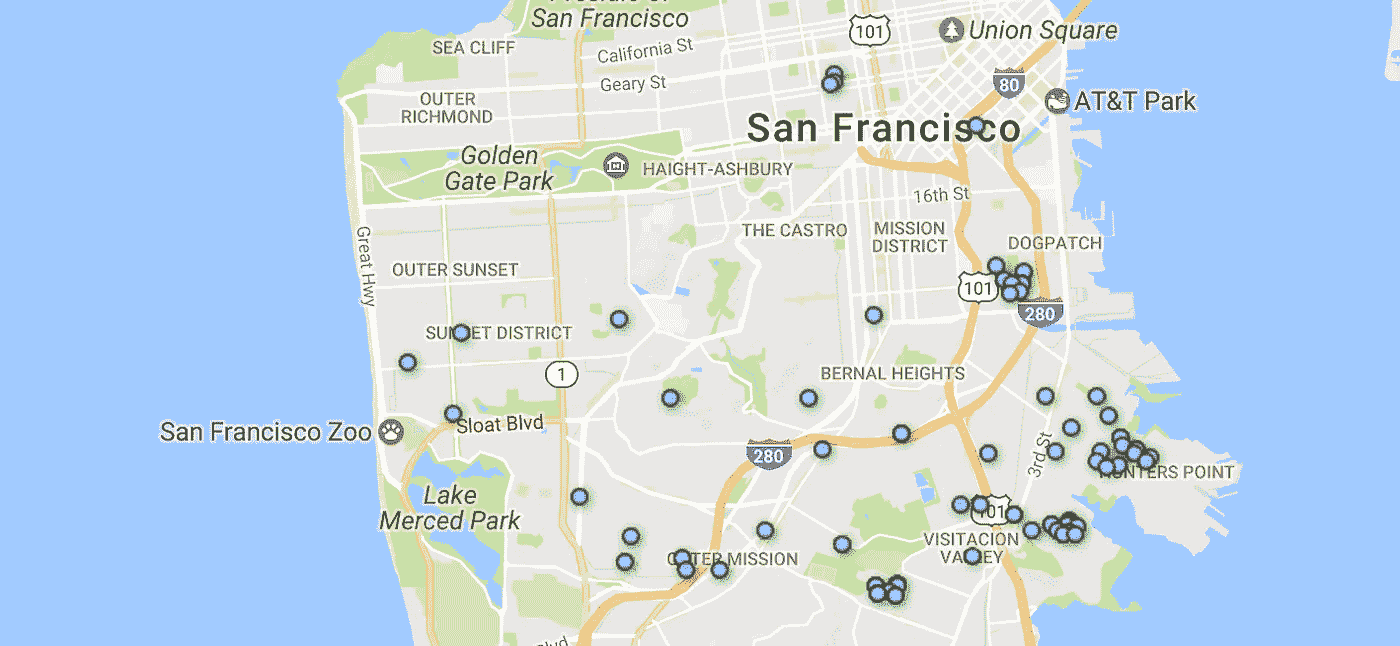 Presidio of
San Francisco
101
Union Square
SEA CLIFF
California St
Geary St
80
AT&T Park
OUTER
RICHMOND
San Francisco
Golden
Gate Park
HAIGHT-ASHBURY
16th St
THE CASTRO
MISSION
DISTRICT
DOGPATCH
Great Hwy
OUTER SUNSET
101
280
SUNSET DISTRICT
1
BERNAL HEIGHTS
San Francisco Zoo
Sloat Blvd
280
3rd St
HUNTERS POINT
Lake
Merced Park
101
VISITACION
VALLEY
OUTER MISSION